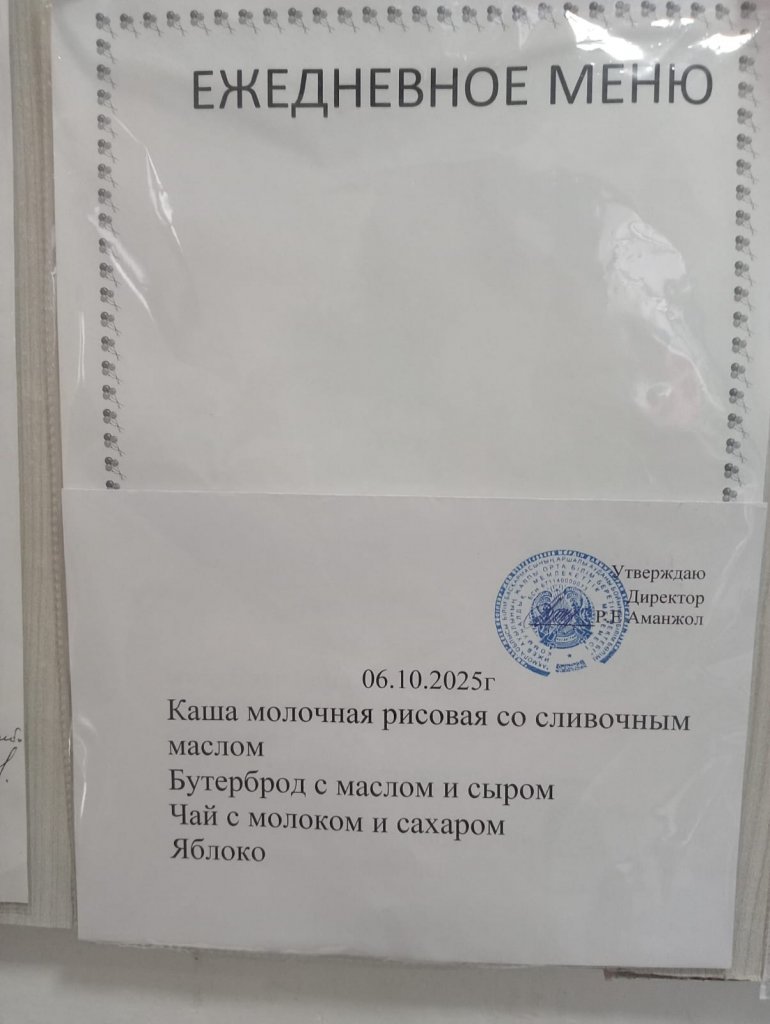 ЕЖЕДНЕВНОЕ МЕНЮ
Утверждаю
Директор
Аманжол
06.10.2025г
Каша молочная рисовая со сливочным
маслом
Бутерброд с маслом и сыром
Чай с молоком и сахаром
Яблоко